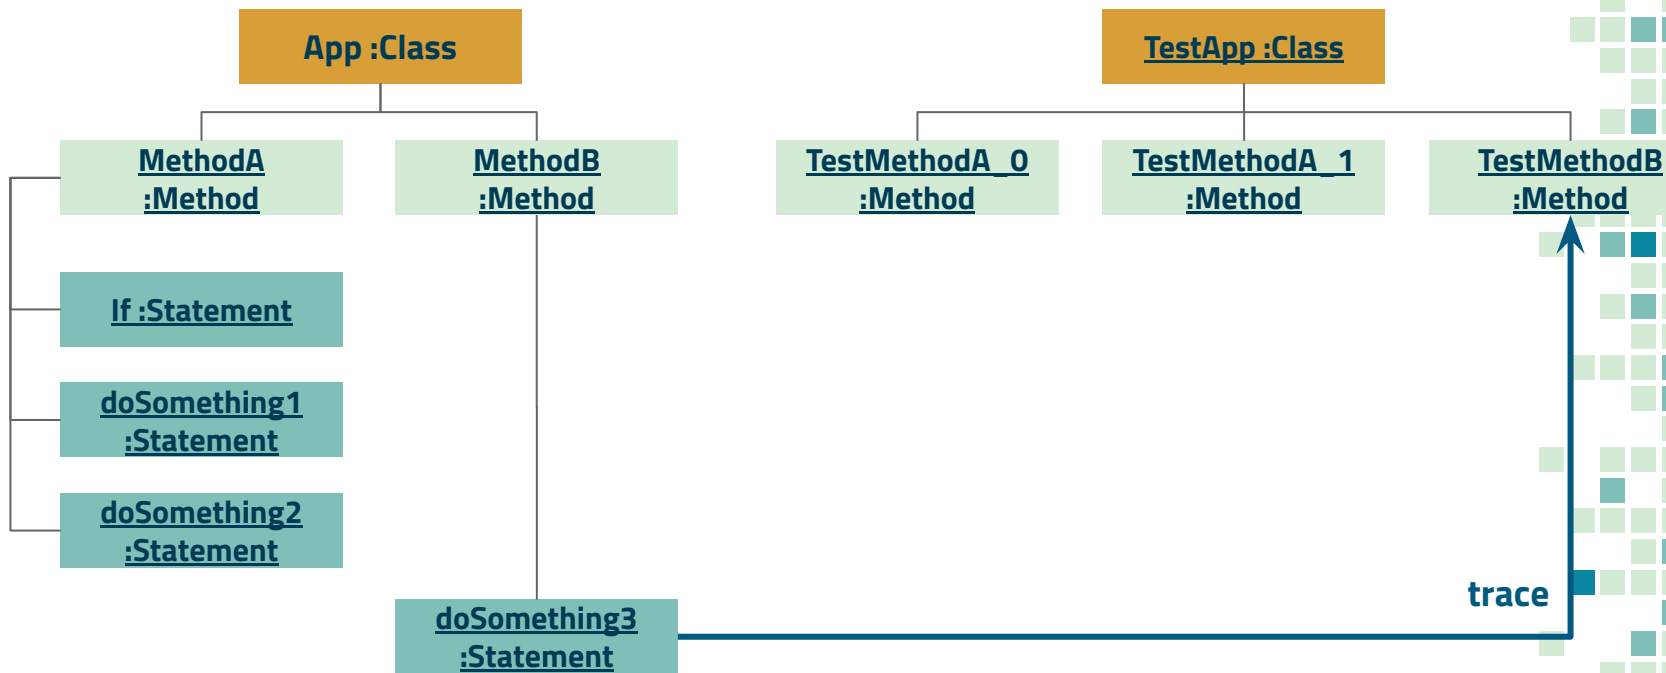 App :Class
TestApp :Class
MethodA
:Method
MethodB
:Method
TestMethodA_0
:Method
TestMethodA_1
:Method
TestMethodB
:Method
If :Statement
doSomething1
:Statement
doSomething2
:Statement
doSomething3
:Statement
trace